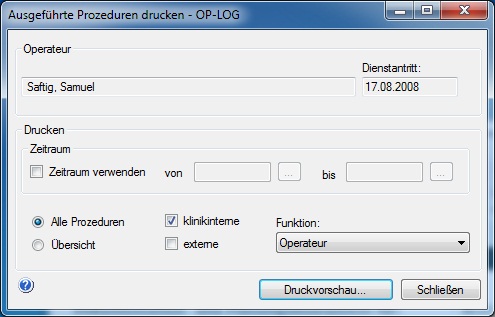 Ausgeführte Prozeduren drucken - OP-LOG
Operateur
Dienstantritt:
Saftig, Samuel
17.08.2008
Drucken
Zeitraum
Zeitraum verwenden von ... bis ...
Alle Prozeduren klinikinterne Funktion:
Übersicht externe Operateur
? Druckvorschau... Schließen